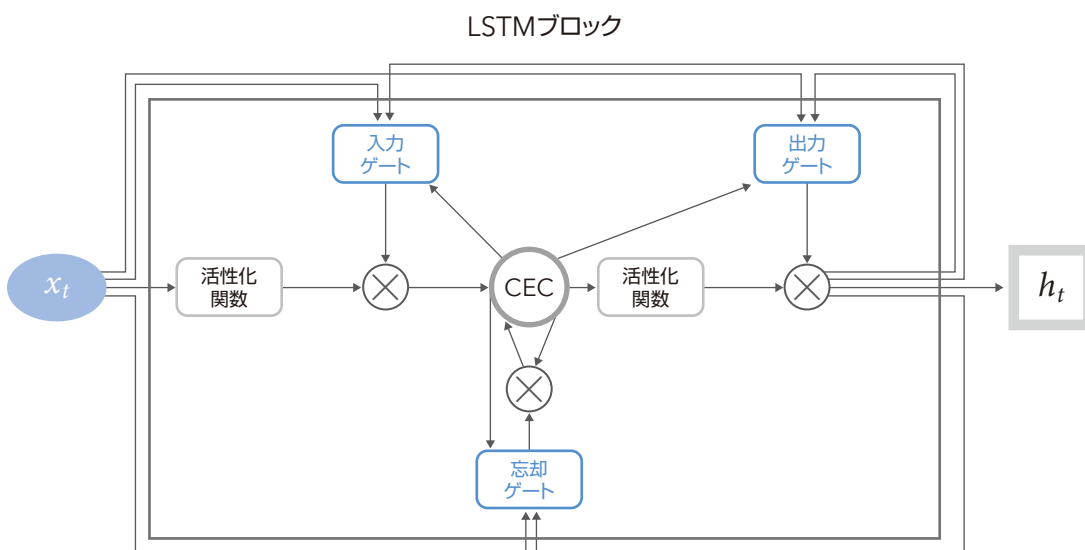 LSTMブロック
入力
ゲート
出力
ゲート
x_t
活性化
関数
CEC
活性化
関数
h_t
忘却
ゲート